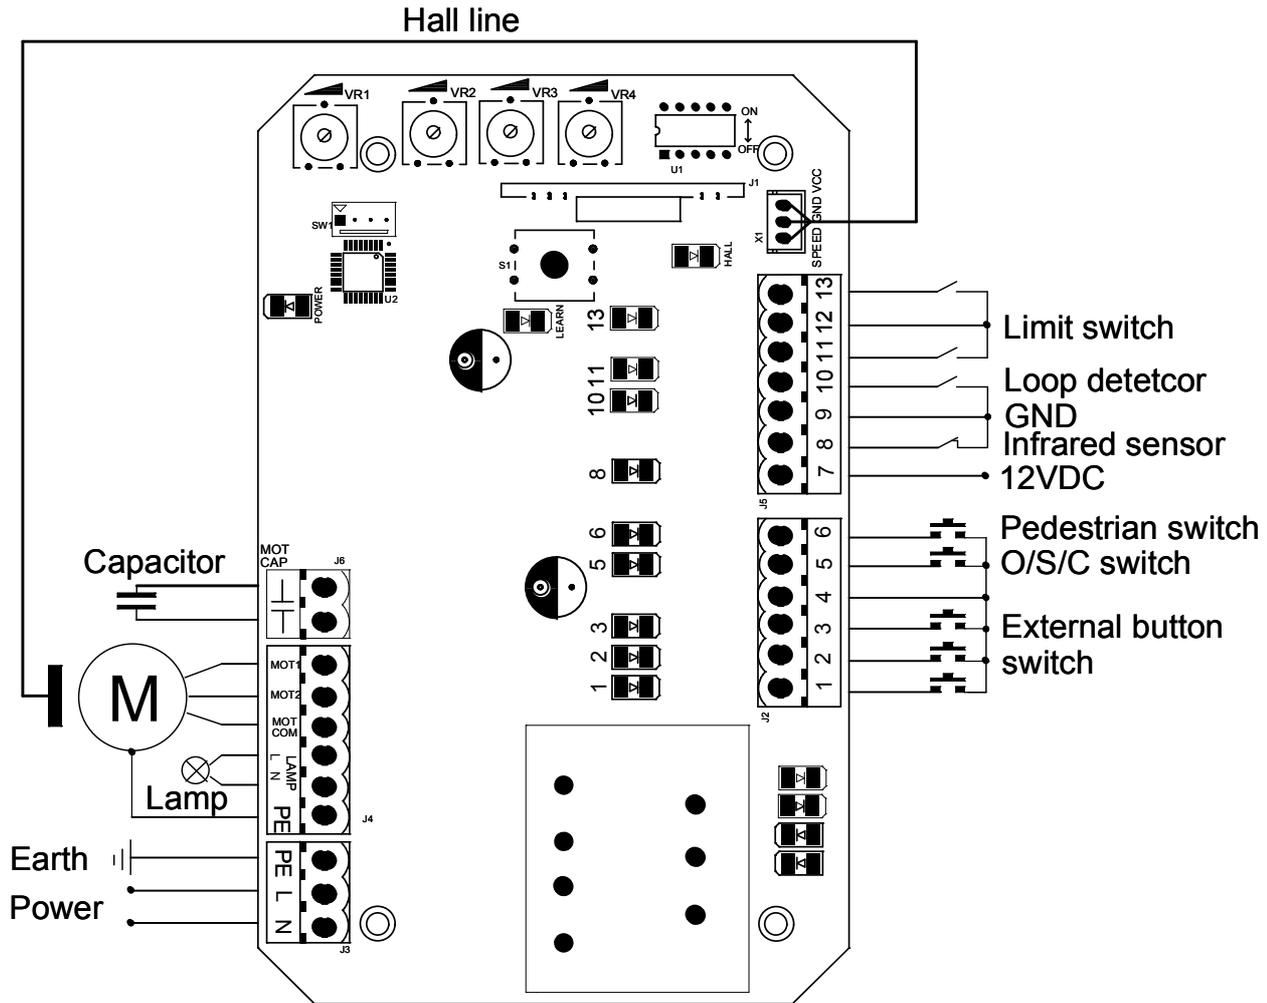 Hall line
VR1
VR2
VR3
VR4
ON
OFF
U1
J1
SPEED GND VCC
X1
SW1
U2
S1
HALL
POWER
LEARN
13
11
10
8
6
5
3
2
1
13
12
11
10
9
8
7
J5
Limit switch
Loop detetcor
GND
Infrared sensor
12VDC
6
5
4
3
2
1
J2
Pedestrian switch
O/S/C switch
External button
switch
Capacitor
MOT
CAP
J6
M
MOT1
MOT2
MOT
COM
L N
LAMP
Lamp
PE
J4
Earth
PE
Power
L
N
J3